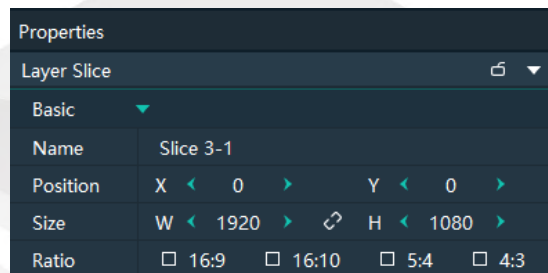 Properties
Layer Slice
Basic
Name Slice 3-1
Position X 0 Y 0
Size W 1920 H 1080
Ratio 16:9 16:10 5:4 4:3